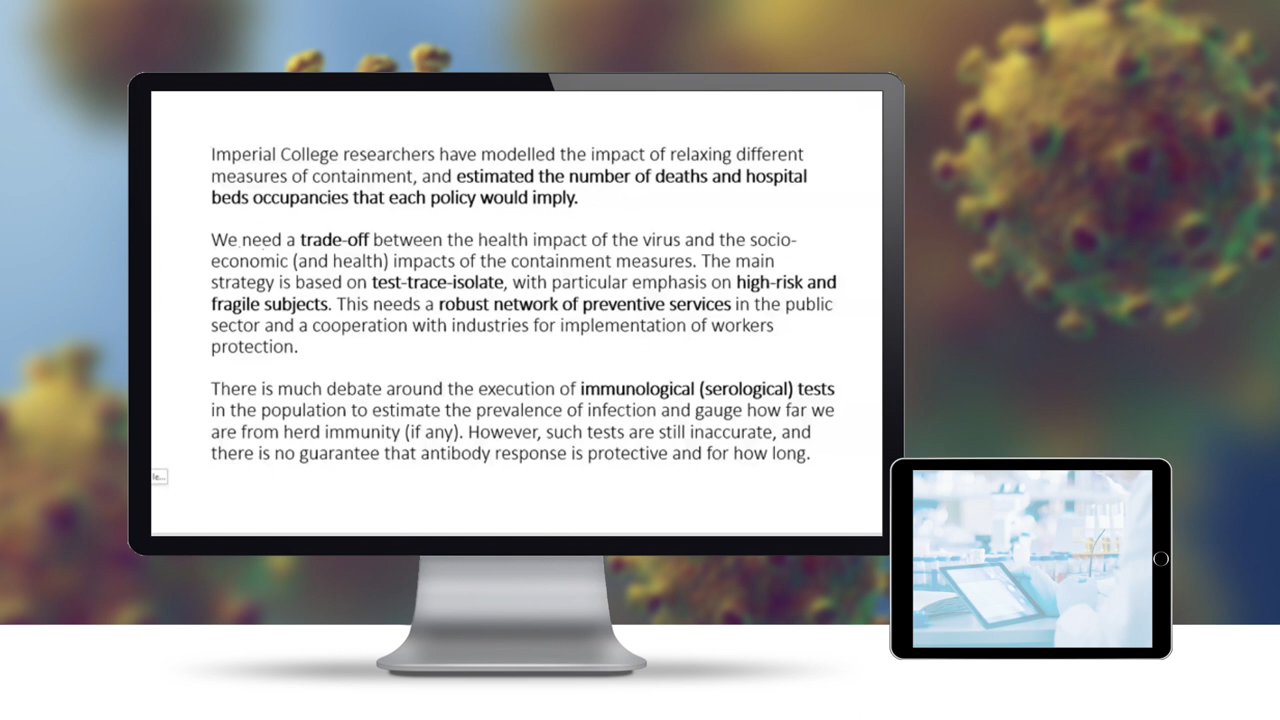 Imperial College researchers have modelled the impact of relaxing different
measures of containment, and estimated the number of deaths and hospital
beds occupancies that each policy would imply.
We need a trade-off between the health impact of the virus and the socio-
economic (and health) impacts of the containment measures. The main
strategy is based on test-trace-isolate, with particular emphasis on high-risk and
fragile subjects. This needs a robust network of preventive services in the public
sector and a cooperation with industries for implementation of workers
protection.
There is much debate around the execution of immunological (serological) tests
in the population to estimate the prevalence of infection and gauge how far we
are from herd immunity (if any). However, such tests are still inaccurate, and
there is no guarantee that antibody response is protective and for how long.